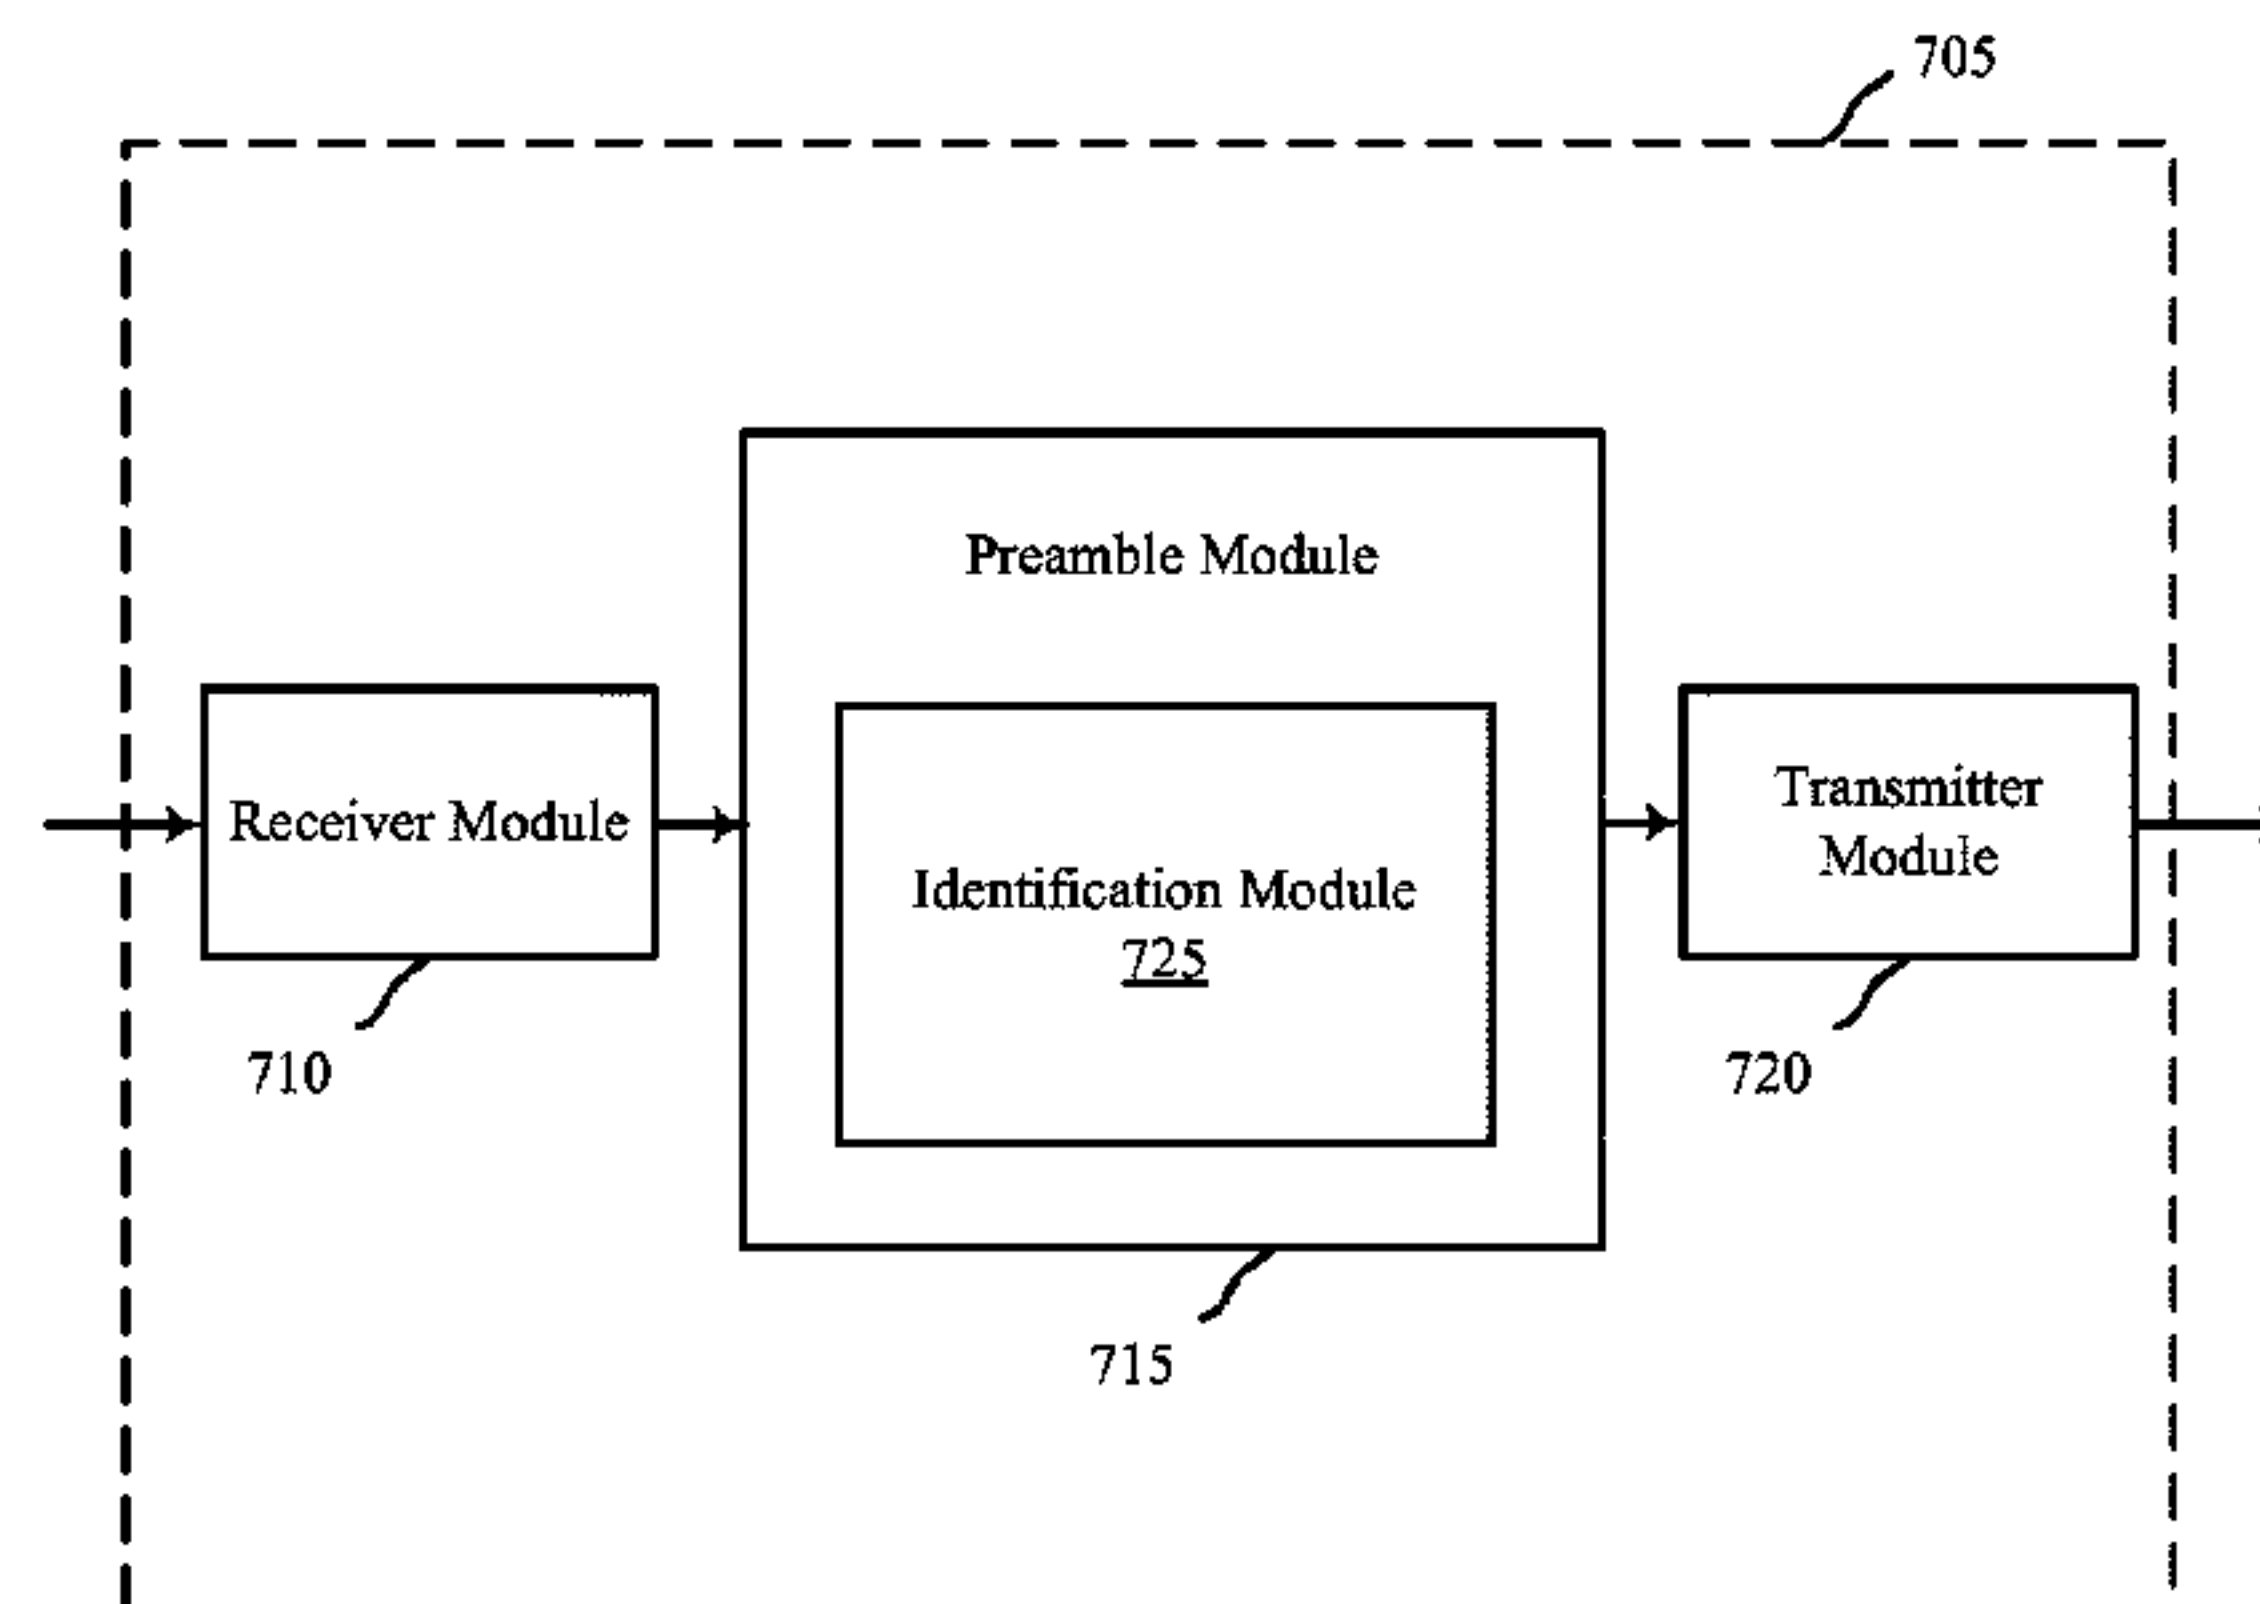 705
Preamble Module
Receiver Module
Identification Module
725
Transmitter
Module
710
720
715